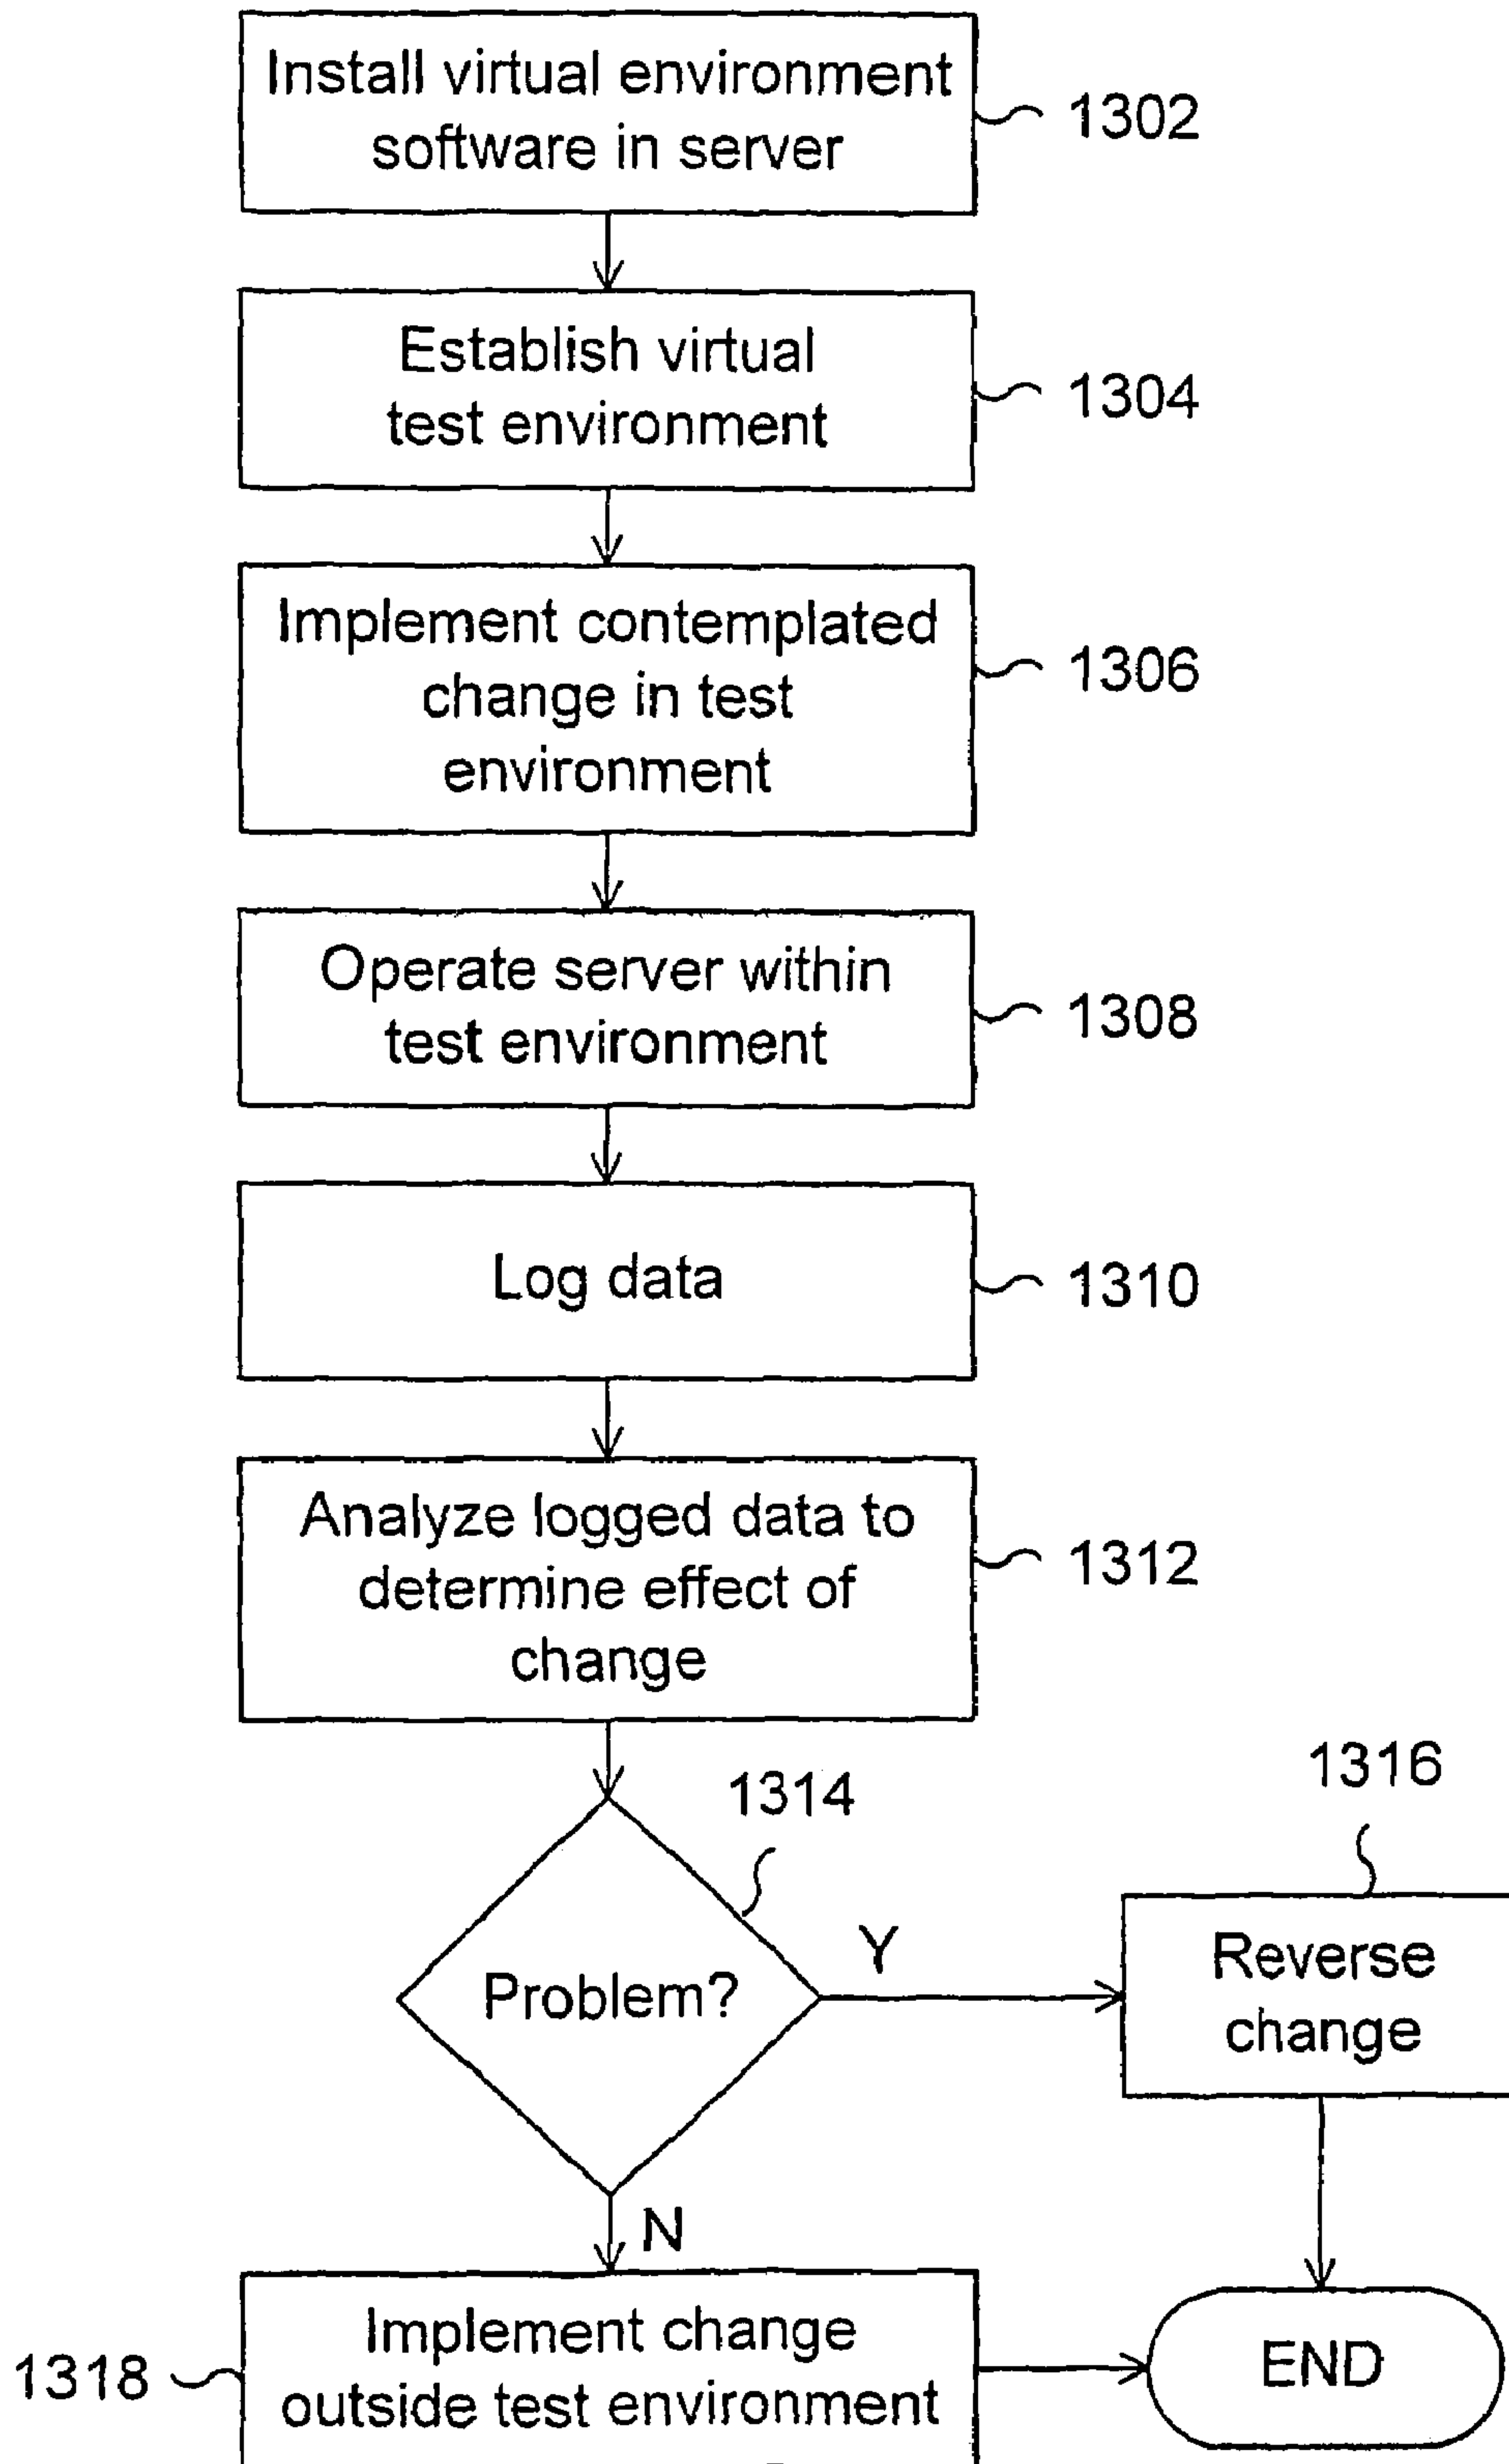 Install virtual environment
software in server
1302
Establish virtual
test environment
1304
Implement contemplated
change in test
environment
1306
Operate server within
test environment
1308
Log data
1310
Analyze logged data to
determine effect of
change
1312
1314
Problem?
Y
N
1316
Reverse
change
1318
Implement change
outside test environment
END